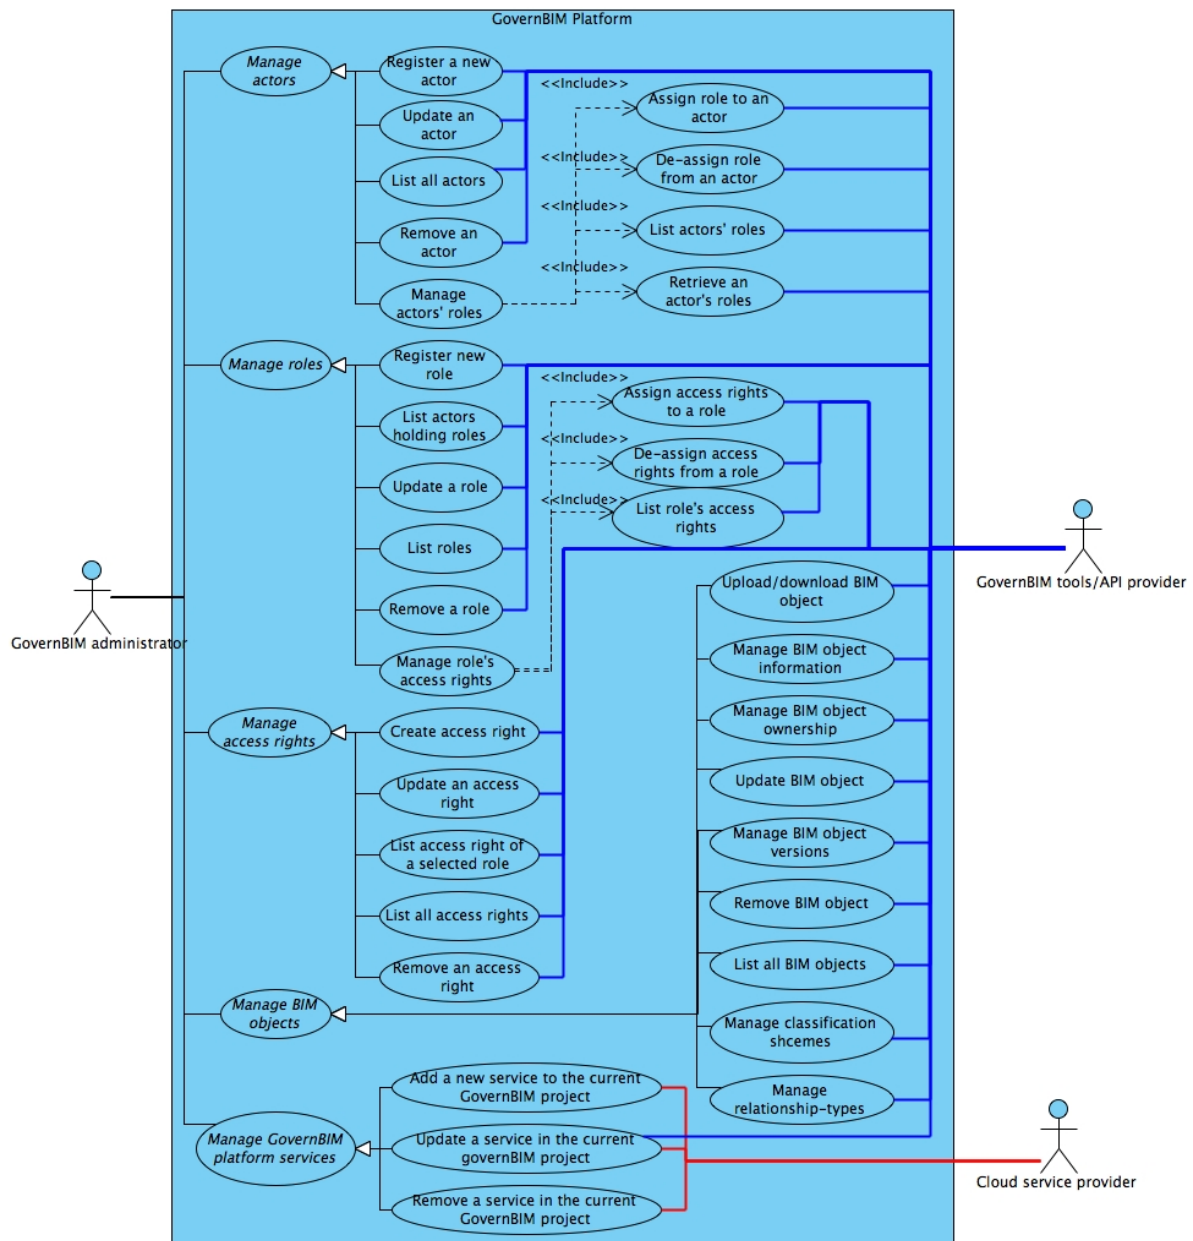 GovernBIM Platform
Manage
actors
Register a new
actor
Update an
actor
List all actors
Remove an
actor
Manage
actors' roles
<<Include>>
Assign role to an
actor
<<Include>>
De-assign role
from an actor
<<Include>>
List actors' roles
<<Include>>
Retrieve an
actor's roles
Manage roles
Register new
role
List actors
holding roles
Update a role
List roles
Remove a role
Manage role's
access rights
<<Include>>
Assign access rights
to a role
<<Include>>
De-assign access
rights from a role
<<Include>>
List role's access
rights
GovernBIM administrator
GovernBIM tools/API provider
Manage
access rights
Create access right
Update an access
right
List access right of
a selected role
List all access rights
Remove an access
right
Upload/download BIM
object
Manage BIM object
information
Manage BIM object
ownership
Update BIM object
Manage BIM object
versions
Remove BIM object
List all BIM objects
Manage classification
shcemes
Manage
relationship-types
Manage BIM
objects
Manage GovernBIM
platform services
Add a new service to the current
GovernBIM project
Update a service in the current
governBIM project
Remove a service in the current
GovernBIM project
Cloud service provider